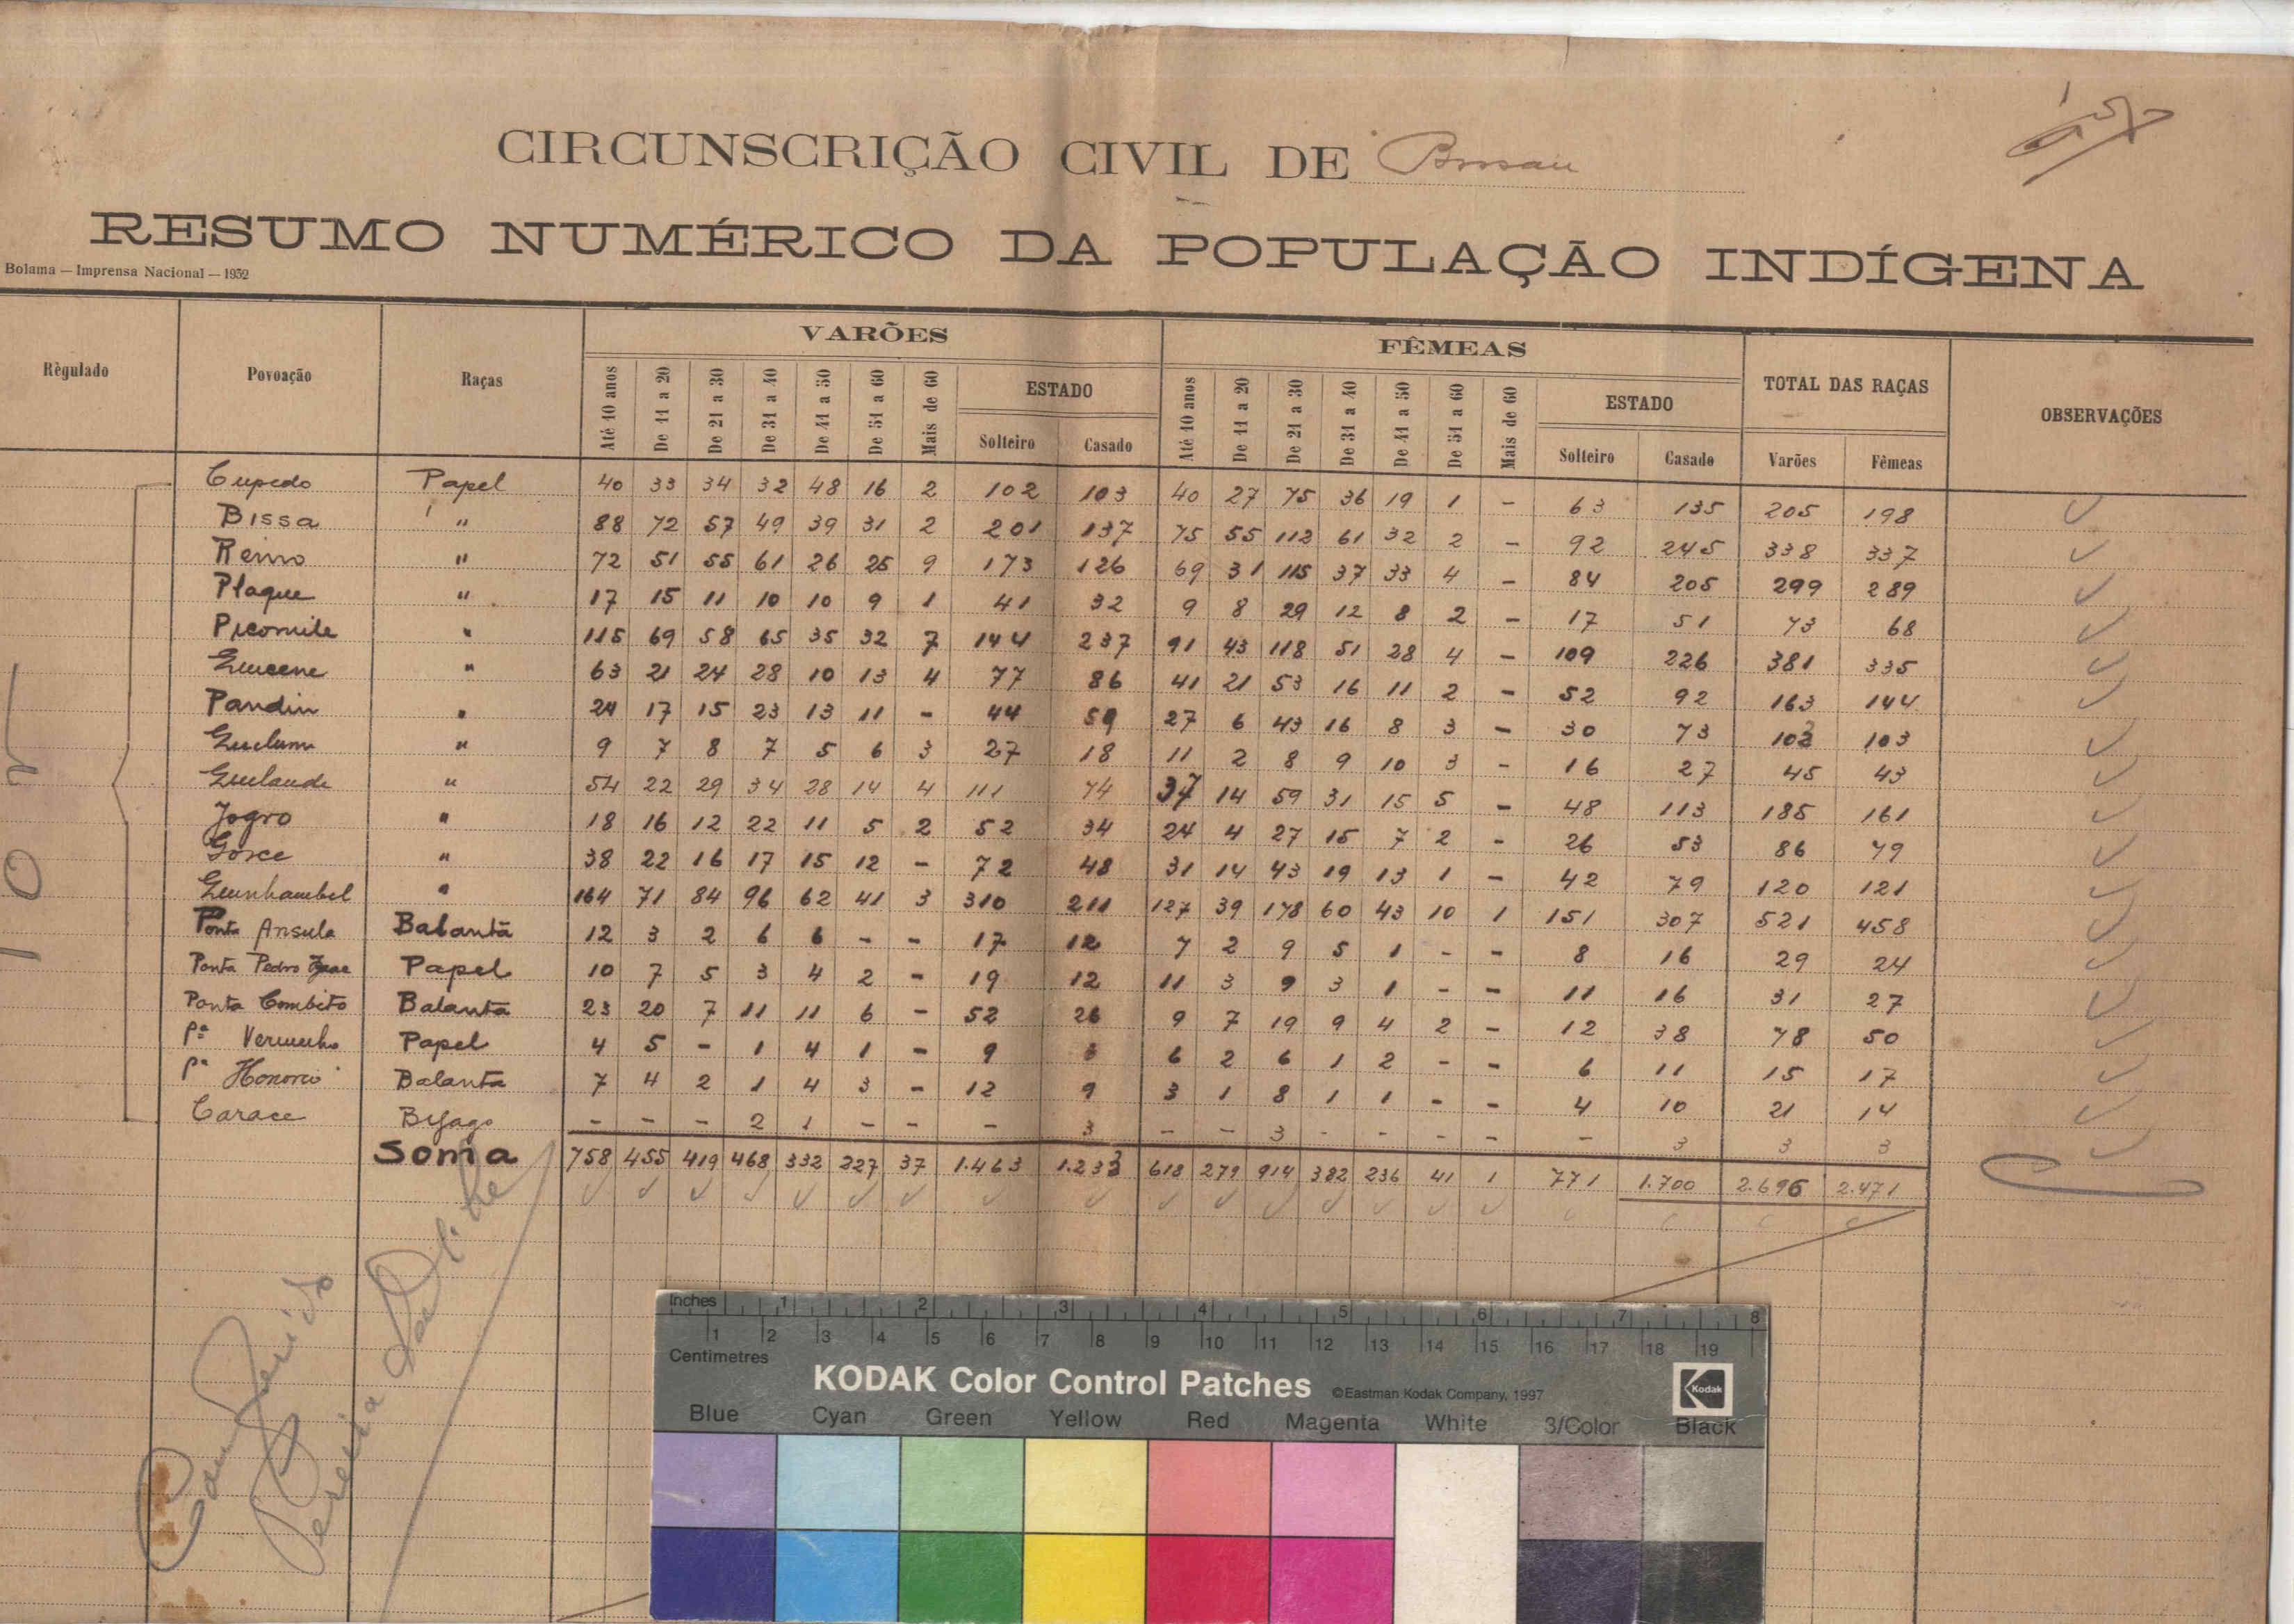 CIRCUNSCRIÇÃO CIVIL DE Bissau
RESUMO NUMÉRICO DA POPULAÇÃO INDÍGENA
Bolama — Imprensa Nacional — 1932
Règulado Povoação Raças VARÕES FÊMEAS TOTAL DAS RAÇAS OBSERVAÇÕES
Até 10 anos De 11 a 20 De 21 a 30 De 31 a 40 De 41 a 50 De 51 a 60 Mais de 60 ESTADO Solteiro Casado Até 10 anos De 11 a 20 De 21 a 30 De 31 a 40 De 41 a 50 De 51 a 60 Mais de 60 ESTADO Solteiro Casado Varões Fêmeas
Cupedo Papel 40 33 34 32 48 16 2 102 103 40 27 75 36 19 1 - 63 135 205 198
Bissa " 88 72 57 49 39 31 2 201 137 75 55 112 61 32 2 - 92 245 338 337
Reino " 72 51 55 61 26 25 9 173 126 69 31 115 37 33 4 - 84 205 299 289
Plaque " 17 15 11 10 10 9 1 41 32 9 8 29 12 8 2 - 17 51 73 68
Picomile " 115 69 58 65 35 32 7 144 237 91 43 118 51 28 4 - 109 226 381 335
" 63 21 24 28 10 13 4 77 86 41 21 53 16 11 2 - 52 92 163 144
Pandin " 24 17 15 23 13 11 - 44 59 27 6 43 16 8 3 - 30 73 103 103
" 9 7 8 7 5 6 3 27 18 11 2 8 9 10 3 - 16 27 45 43
" 54 22 29 34 28 14 4 111 74 37 14 59 31 15 5 - 48 113 185 161
Jogro " 18 16 12 22 11 5 2 52 34 24 4 27 15 7 2 - 26 53 86 79
Gorce " 38 22 16 17 15 12 - 72 48 31 14 43 19 13 1 - 42 79 120 121
" 164 71 84 96 62 41 3 310 211 127 39 178 60 43 10 1 151 307 521 458
Ponta Ansula Balantā 12 3 2 6 6 - - 17 12 7 2 9 5 1 - - 8 16 29 24
Ponta Pedro Papel 10 7 5 3 4 2 - 19 12 11 3 9 3 1 - - 11 16 31 27
Ponta Combito Balanta 23 20 7 11 11 6 - 52 26 9 7 19 9 4 2 - 12 38 78 50
Pª Vermelho Papel 4 5 - 1 4 1 - 9 6 6 2 6 1 2 - - 6 11 15 17
Pª Honorio Balanta 7 4 2 1 4 3 - 12 9 3 1 8 1 1 - - 4 10 21 14
Carace Bijago - - - 2 1 - - - 3 - - 3 - - - - - 3 3 3
Soma 758 455 419 468 332 227 37 1.463 1.233 618 279 914 382 236 41 1 771 1.700 2.696 2.471
Conferido
Pereira
Inches 1 2 3 4 5 6 7 8
1 2 3 4 5 6 7 8 9 10 11 12 13 14 15 16 17 18 19
Centimetres
KODAK Color Control Patches ©Eastman Kodak Company, 1997 Kodak
Blue Cyan Green Yellow Red Magenta White 3/Color Black